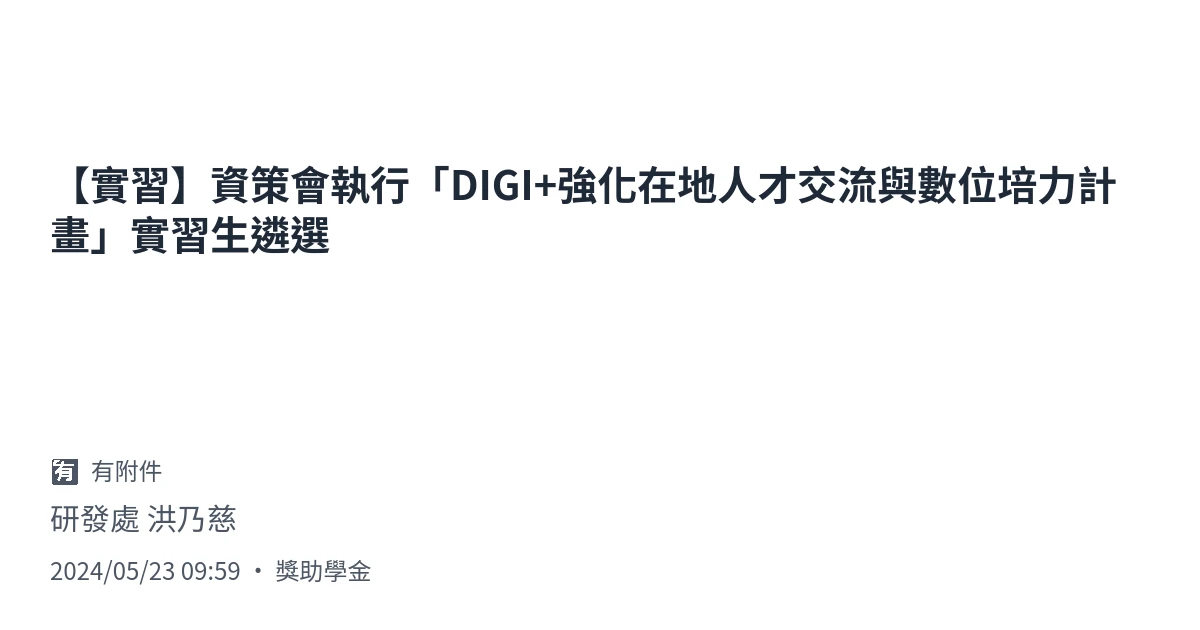 【實習】資策會執行「DIGI+強化在地人才交流與數位培力計
畫」實習生遴選
有 有附件
研發處 洪乃慈
2024/05/23 09:59 • 獎助學金